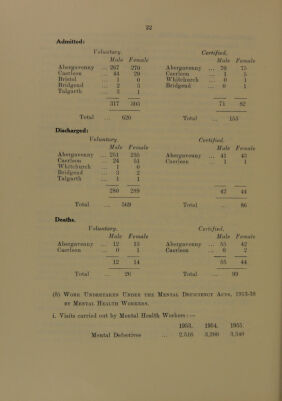 22
Admitted:
Voluntary. Certified.
Male Female Male Female
Abergavenny ... 267 270 Abergavenny ... 70 75
Caerleon ... 44 29 Caerleon ... 1 5
Bristol ... 1 0 Whitchurch ... 0 1
Bridgend ... 2 3 Bridgend ... 0 1
Talgarth ... 3 1
317 303 71 82
Total ... 620 Total ... 153
Discharged:
Voluntary Certified.
Male Female Male Female
Abergavenny ... 251 235 Abergavenny ... 41 43
Caerleon ... 24 51 Caerleon ... 1 1
Whitchurch ... 1 0
Bridgend ... 3 2
Talgarth ... 1 1
280 289 42 44
Total ... 569 Total ... 86
Deaths.
Voluntary. Certified.
Male Female Male Female
Abergavenny ... 12 13 Abergavenny ... 55 42
Caerleon ... 0 1 Caerleon ... 0 2
12 14 55 44
Total ... 26 Total ... 99
(b) Work Undertaken Under the Mental Deficiency Acts, 1913-38
by Mental Health Workers.
i. Visits carried out by Mental Health Workers:—
1953. 1954. 1955
Mental Defectives ... 2,516 3,200 3,540